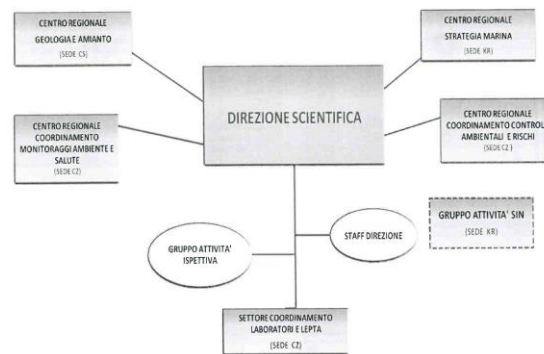 CENTRO REGIONALE
GEOLOGIA E AMIANTO
(SEDE CS)
CENTRO REGIONALE
STRATEGIA MARINA
(SEDE KR)
DIREZIONE SCIENTIFICA
CENTRO REGIONALE
COORDINAMENTO
MONITORAGGI AMBIENTE E
SALUTE
(SEDE CZ)
CENTRO REGIONALE
COORDINAMENTO CONTROL
AMBIENTALI E RISCHI
(SEDE CZ)
GRUPPO ATTIVITA' SIN
(SEDE KR)
STAFF DIREZIONE
GRUPPO ATTIVITA'
ISPETTIVA
SETTORE COORDINAMENTO
LABORATORI E LEPTA
(SEDE CZ)